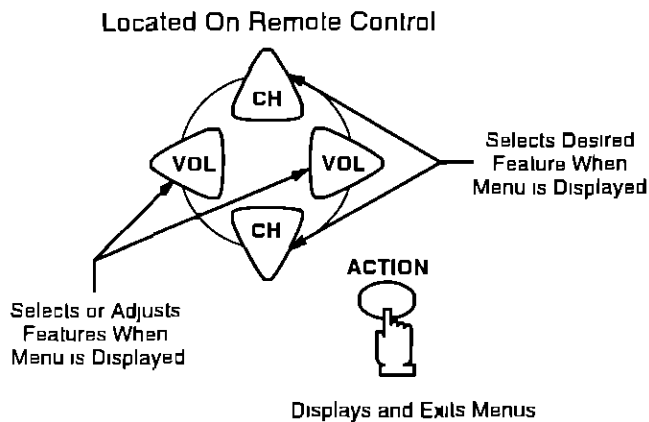 Located On Remote Control
CH
VOL
VOL
CH
Selects Desired
Feature When
Menu is Displayed
ACTION
Selects or Adjusts
Features When
Menu is Displayed
Displays and Exits Menus